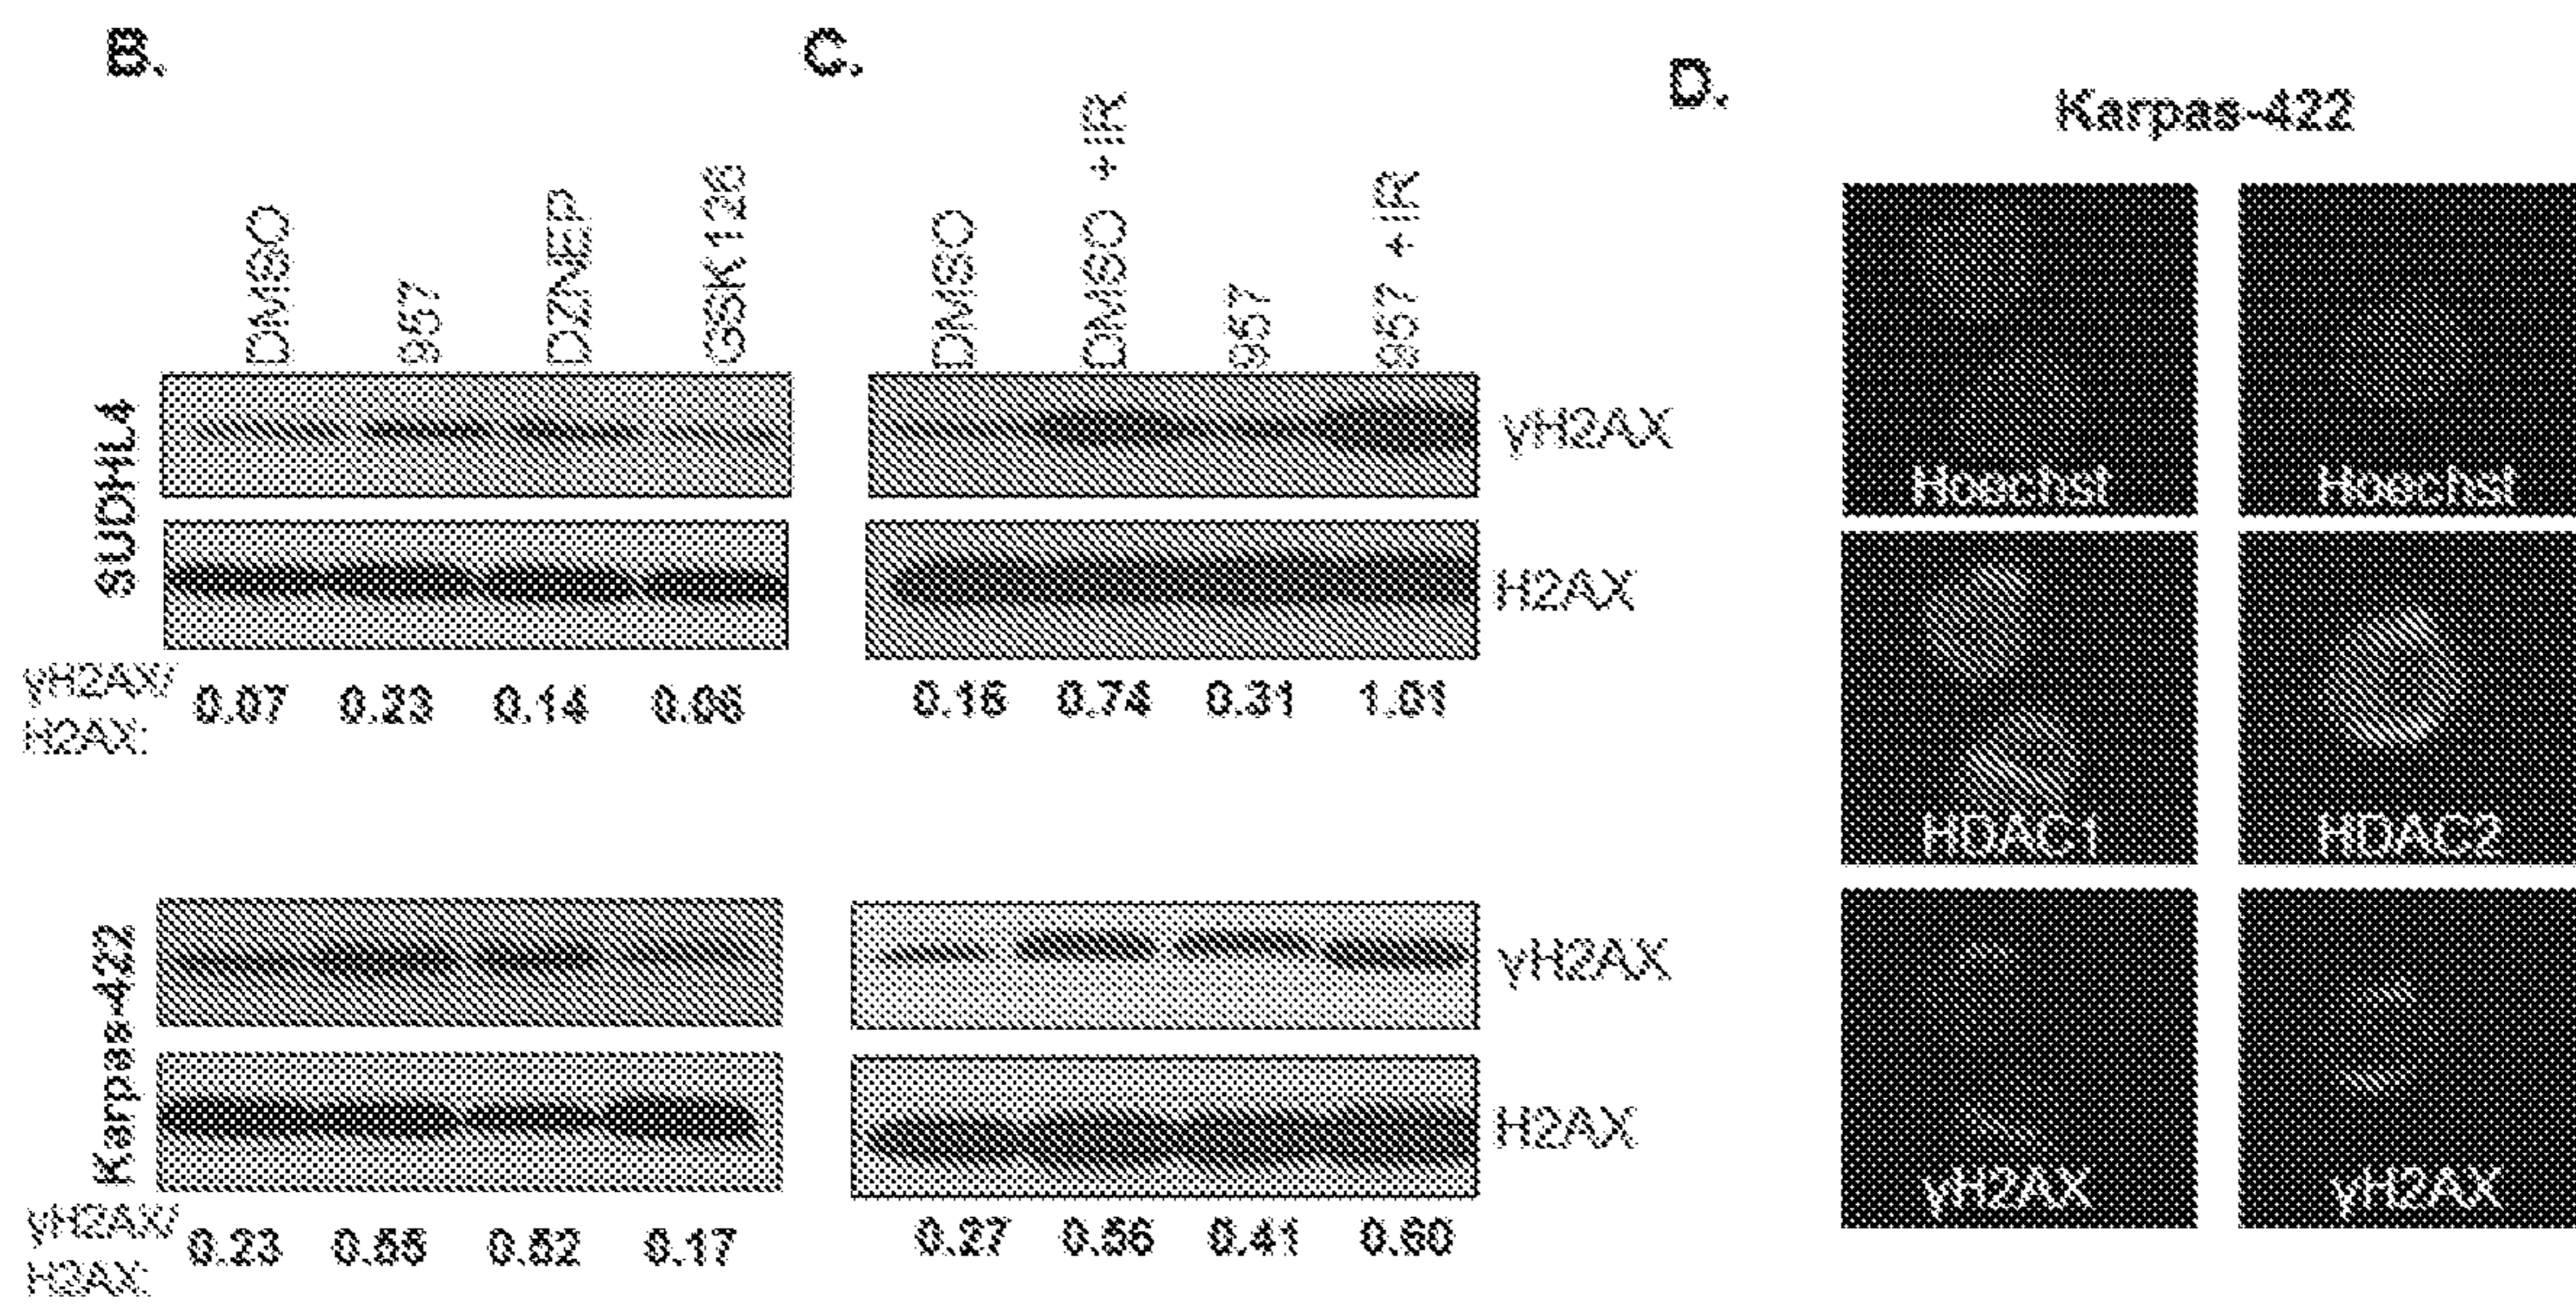 B.
DMSO
957
DZNEP
GSK126
SUDHL4
γH2AX/
H2AX:
0.07 0.23 0.14 0.06
Karpas-422
γH2AX/
H2AX:
0.23 0.55 0.52 0.17
C.
DMSO
DMSO +IR
957
957 +IR
γH2AX
H2AX
0.16 0.74 0.31 1.01
γH2AX
H2AX
0.27 0.56 0.41 0.60
D.
Karpas-422
Hoechst Hoechst
HDAC1 HDAC2
γH2AX γH2AX